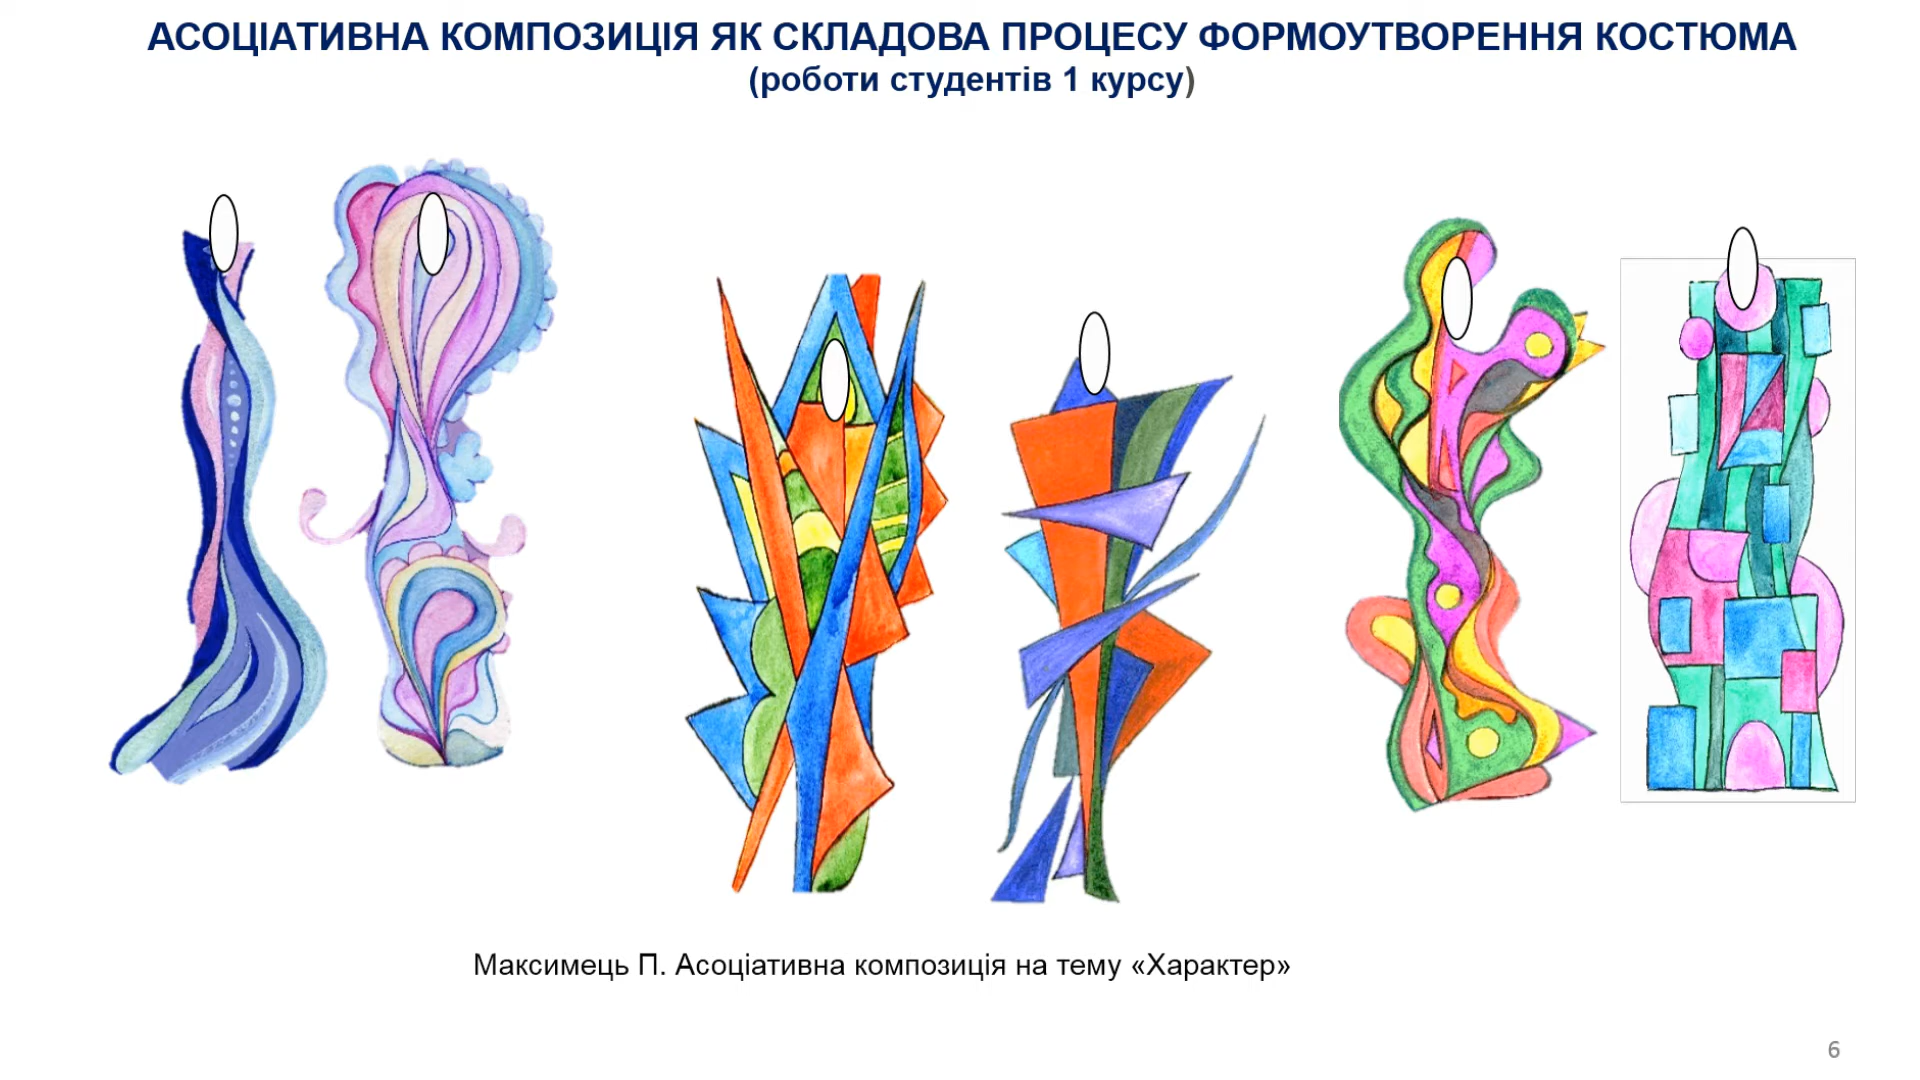 АСОЦІАТИВНА КОМПОЗИЦІЯ ЯК СКЛАДОВА ПРОЦЕСУ ФОРМОУТВОРЕННЯ КОСТЮМА
(роботи студентів 1 курсу)
Максимець П. Асоціативна композиція на тему «Характер»
6